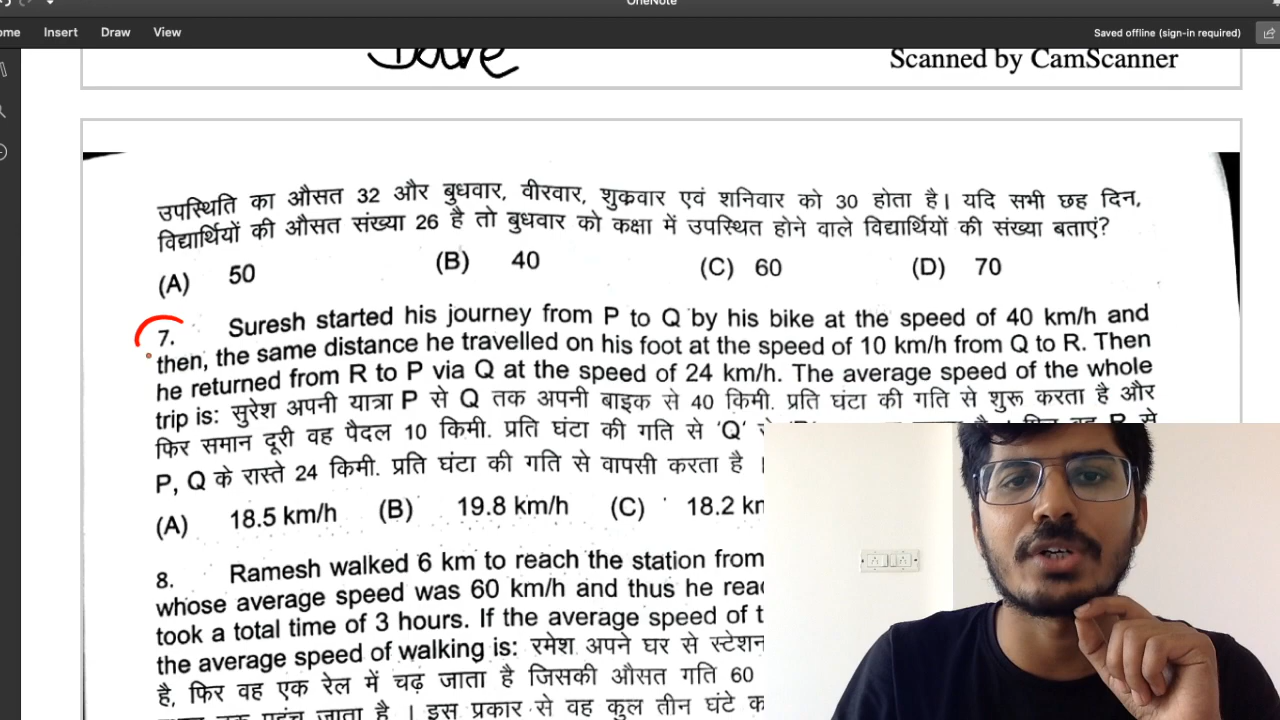 OneNote
ome Insert Draw View Saved offline (sign-in required)
Dave
Scanned by CamScanner
उपस्थिति का औसत 32 और बुधवार, वीरवार, शुक्रवार एवं शनिवार को 30 होता है। यदि सभी छह दिन,
विद्यार्थियों की औसत संख्या 26 है तो बुधवार को कक्षा में उपस्थित होने वाले विद्यार्थियों की संख्या बताएं?
(A) 50 (B) 40 (C) 60 (D) 70
7. Suresh started his journey from P to Q by his bike at the speed of 40 km/h and
then, the same distance he travelled on his foot at the speed of 10 km/h from Q to R. Then
he returned from R to P via Q at the speed of 24 km/h. The average speed of the whole
trip is: सुरेश अपनी यात्रा P से Q तक अपनी बाइक से 40 किमी. प्रति घंटा की गति से शुरू करता है और
फिर समान दूरी वह पैदल 10 किमी. प्रति घंटा की गति से 'Q'
P, Q के रास्ते 24 किमी. प्रति घंटा की गति से वापसी करता है
(A) 18.5 km/h (B) 19.8 km/h (C) 18.2 km
8. Ramesh walked 6 km to reach the station from
whose average speed was 60 km/h and thus he rea
took a total time of 3 hours. If the average speed of t
the average speed of walking is: रमेश अपने घर से स्टेशन
है, फिर वह एक रेल में चढ़ जाता है जिसकी औसत गति 60
पहुंच जाता है । इस प्रकार से वह कुल तीन घंटे क